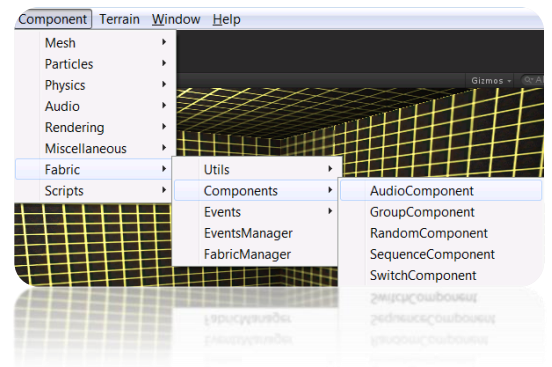 Component Terrain Window Help
Gizmos
Mesh
Particles
Physics
Audio
Rendering
Miscellaneous
Fabric
Scripts
Utils
Components
Events
EventsManager
FabricManager
AudioComponent
GroupComponent
RandomComponent
SequenceComponent
SwitchComponent